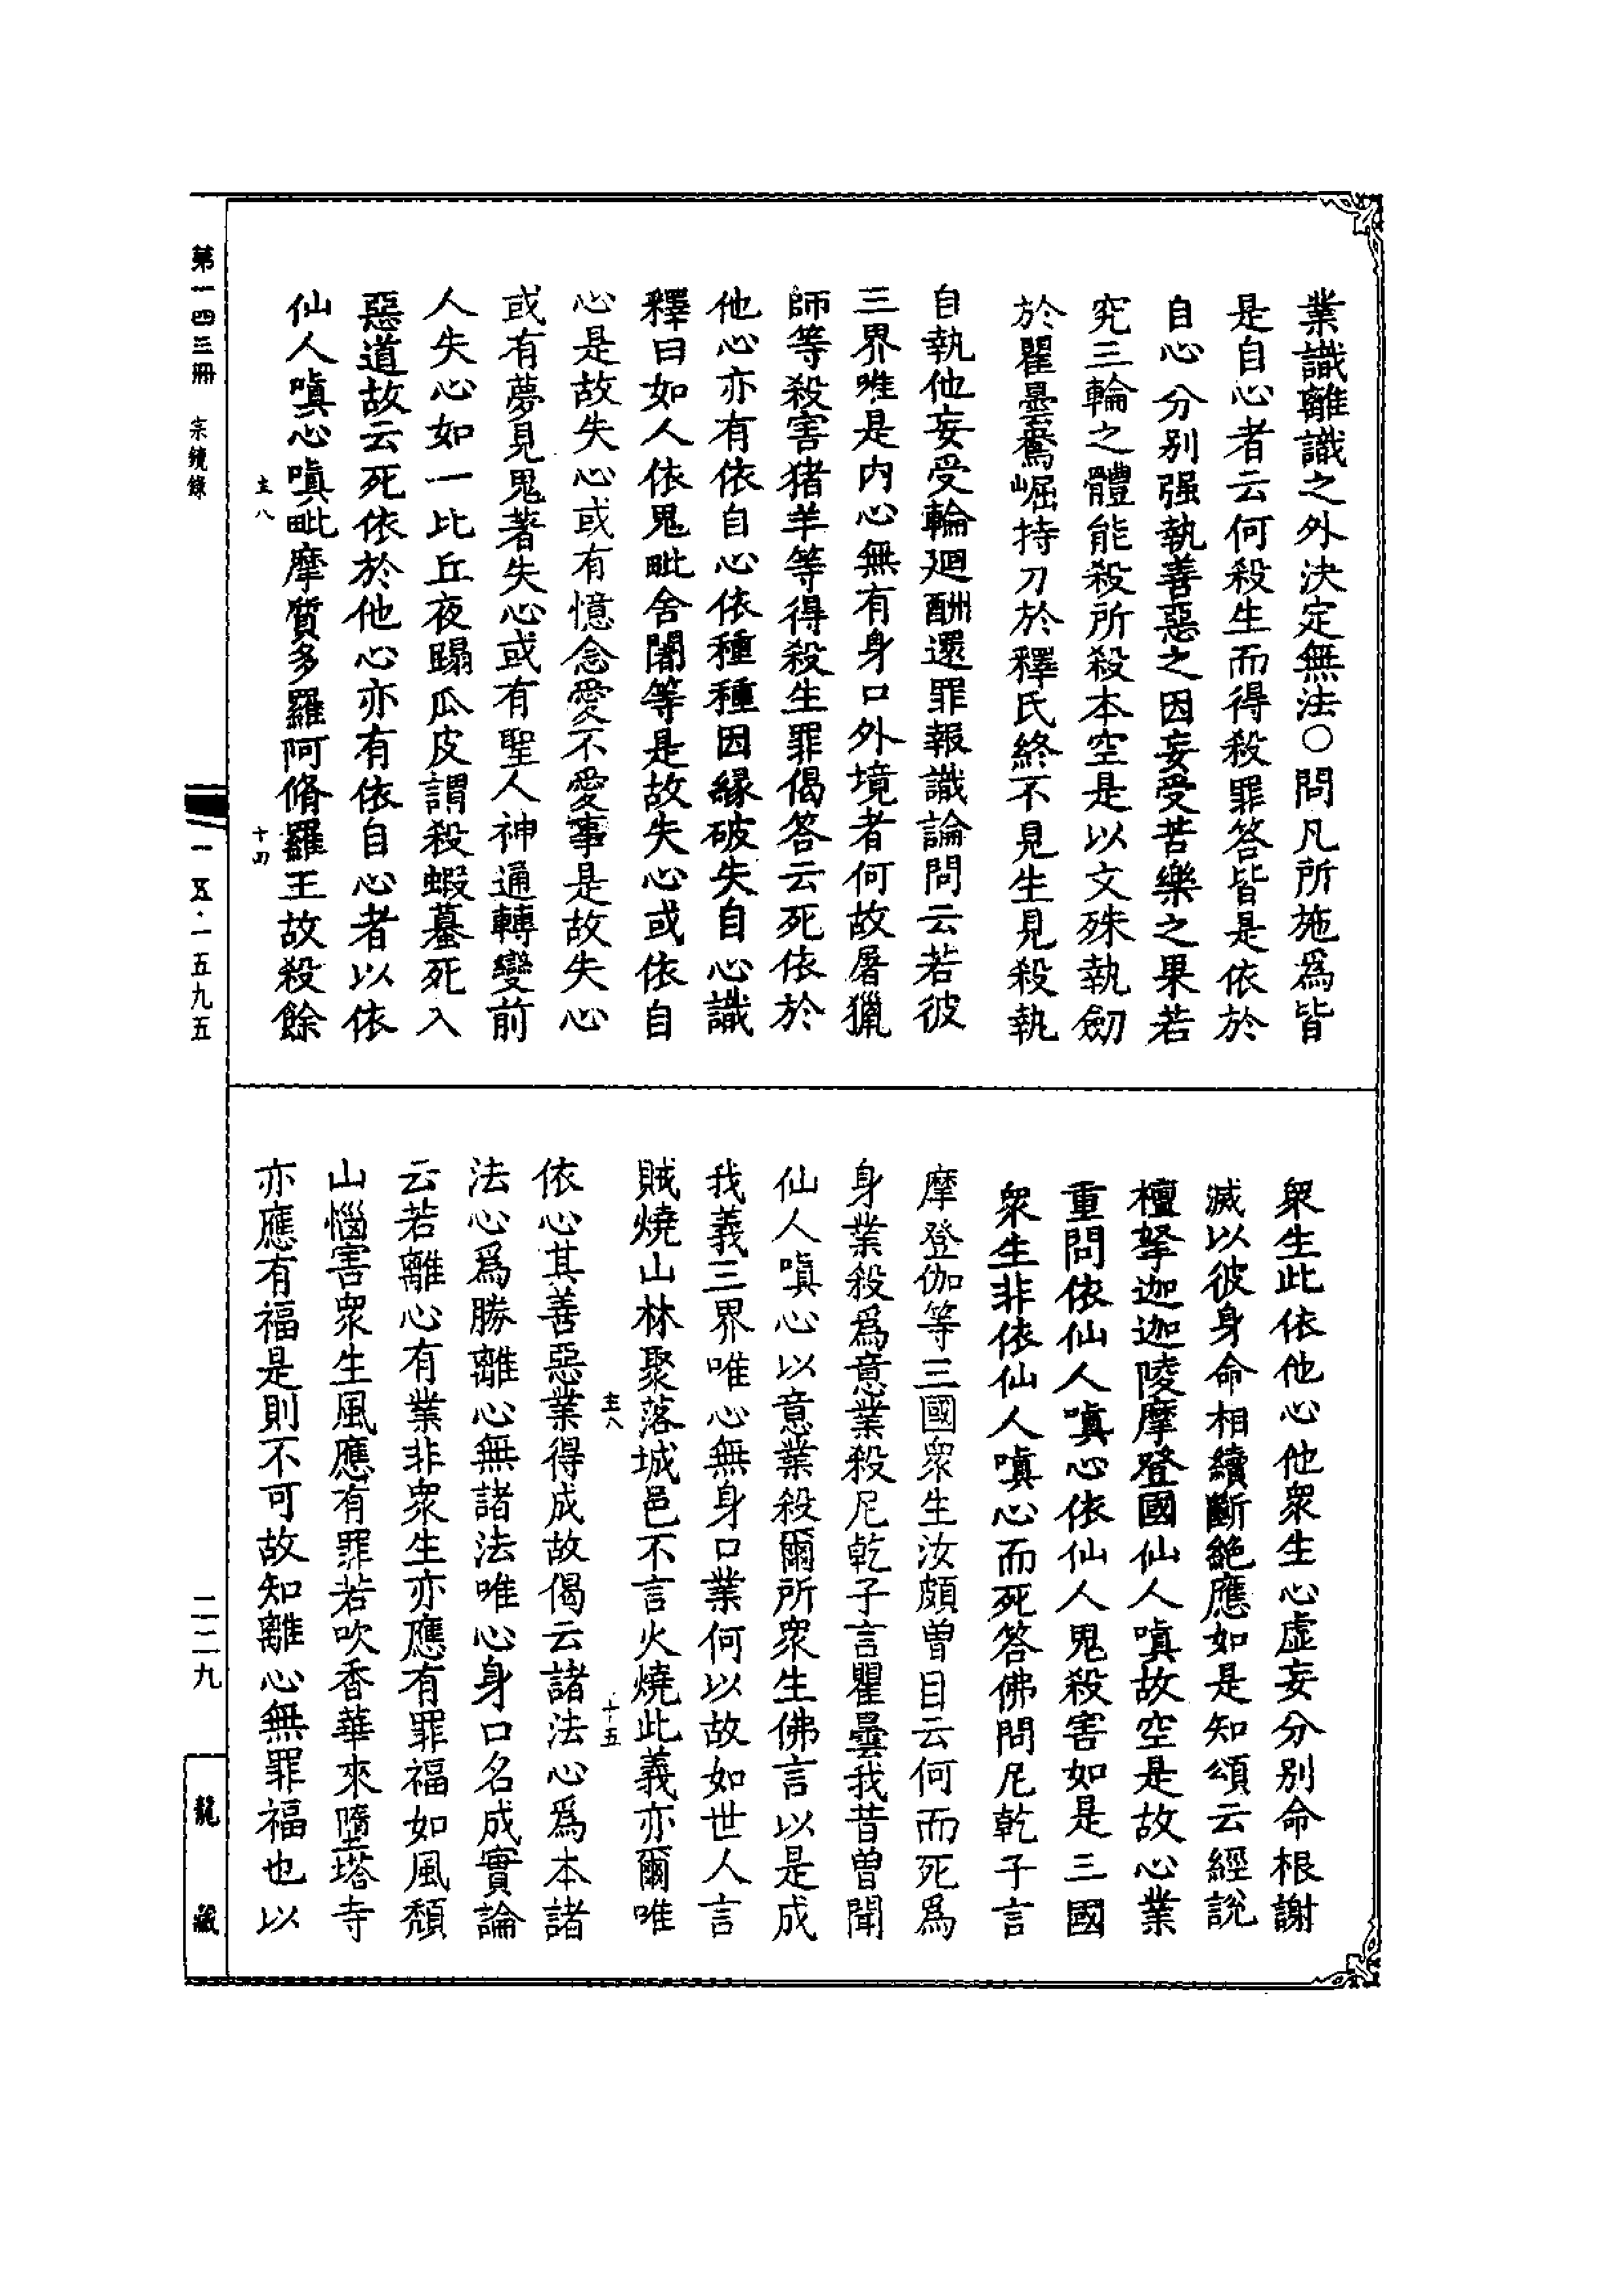 業識離識之外決定無法○問凡所施爲皆
是自心者云何殺生而得殺罪答皆是依於
自心分別强執善惡之因妄受苦樂之果若
究三輪之體能殺所殺本空是以文殊執劒
於瞿曇鴦崛持刀於釋氏終不見生見殺執
自執他妄受輪迴酬還罪報識論問云若彼
三界唯是内心無有身口外境者何故屠獵
師等殺害猪羊等得殺生罪偈答云死依於
他心亦有依自心依種種因緣破失自心識
釋曰如人依鬼毗舍闍等是故失心或依自
心是故失心或有憶念愛不愛事是故失心
或有夢見鬼著失心或有聖人神通轉變前
人失心如一比丘夜蹋瓜皮謂殺蝦蟇死入
惡道故云死依於他心亦有依自心者以依
仙人嗔心嗔毗摩質多羅阿脩羅王故殺餘
主八
十四
衆生此依他心他衆生心虛妄分別命根謝
滅以彼身命相續斷絶應如是知頌云經說
檀拏迦迦陵摩登國仙人嗔故空是故心業
重問依仙人嗔心依仙人鬼殺害如是三國
衆生非依仙人嗔心而死答佛問尼乾子言
摩登伽等三國衆生汝頗曾目云何而死爲
身業殺爲意業殺尼乾子言瞿曇我昔曾聞
仙人嗔心以意業殺爾所衆生佛言以是成
我義三界唯心無身口業何以故如世人言
賊燒山林聚落城邑不言火燒此義亦爾唯
主八
十五
依心其善惡業得成故偈云諸法心爲本諸
法心爲勝離心無諸法唯心身口名成實論
云若離心有業非衆生亦應有罪福如風頹
山惱害衆生風應有罪若吹香華來墮塔寺
亦應有福是則不可故知離心無罪福也以
第一四三冊 宗鏡錄
一五·一五九五
二二九
龍藏